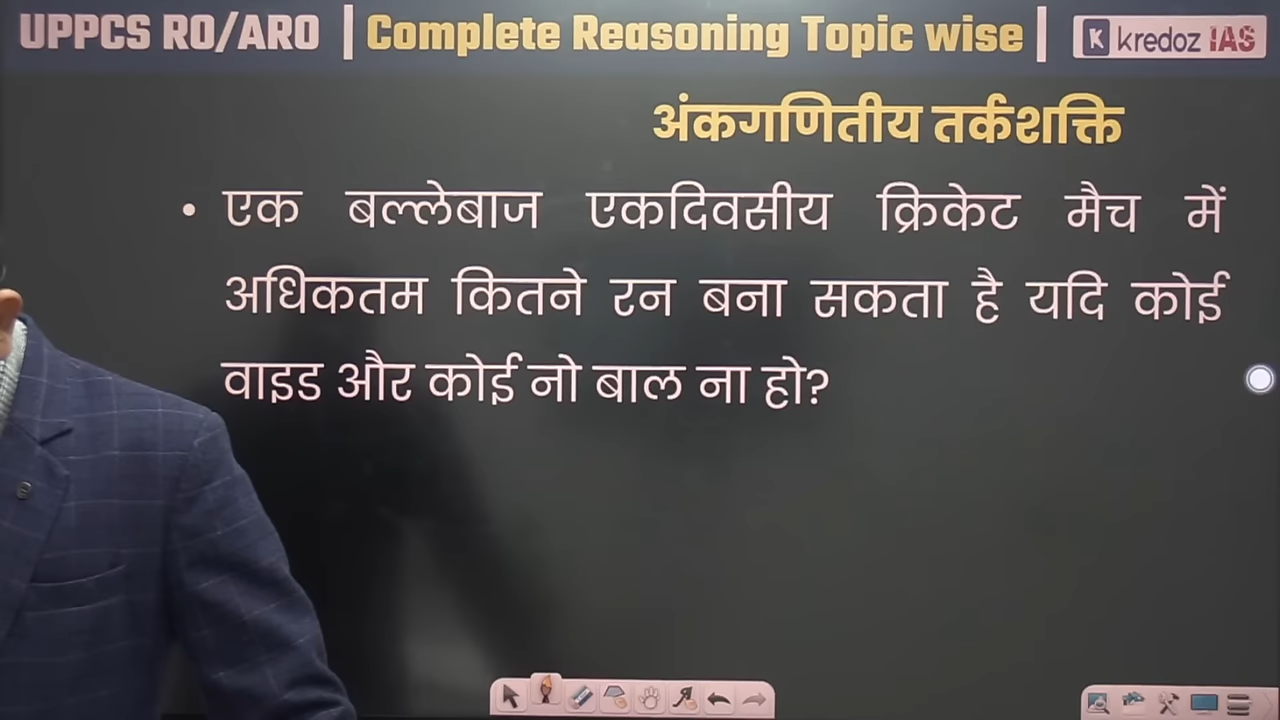 UPPCS RO/ARO | Complete Reasoning Topic wise | K kredoz IAS
अंकगणितीय तर्कशक्ति
• एक बल्लेबाज एकदिवसीय क्रिकेट मैच में
अधिकतम कितने रन बना सकता है यदि कोई
वाइड और कोई नो बाल ना हो?